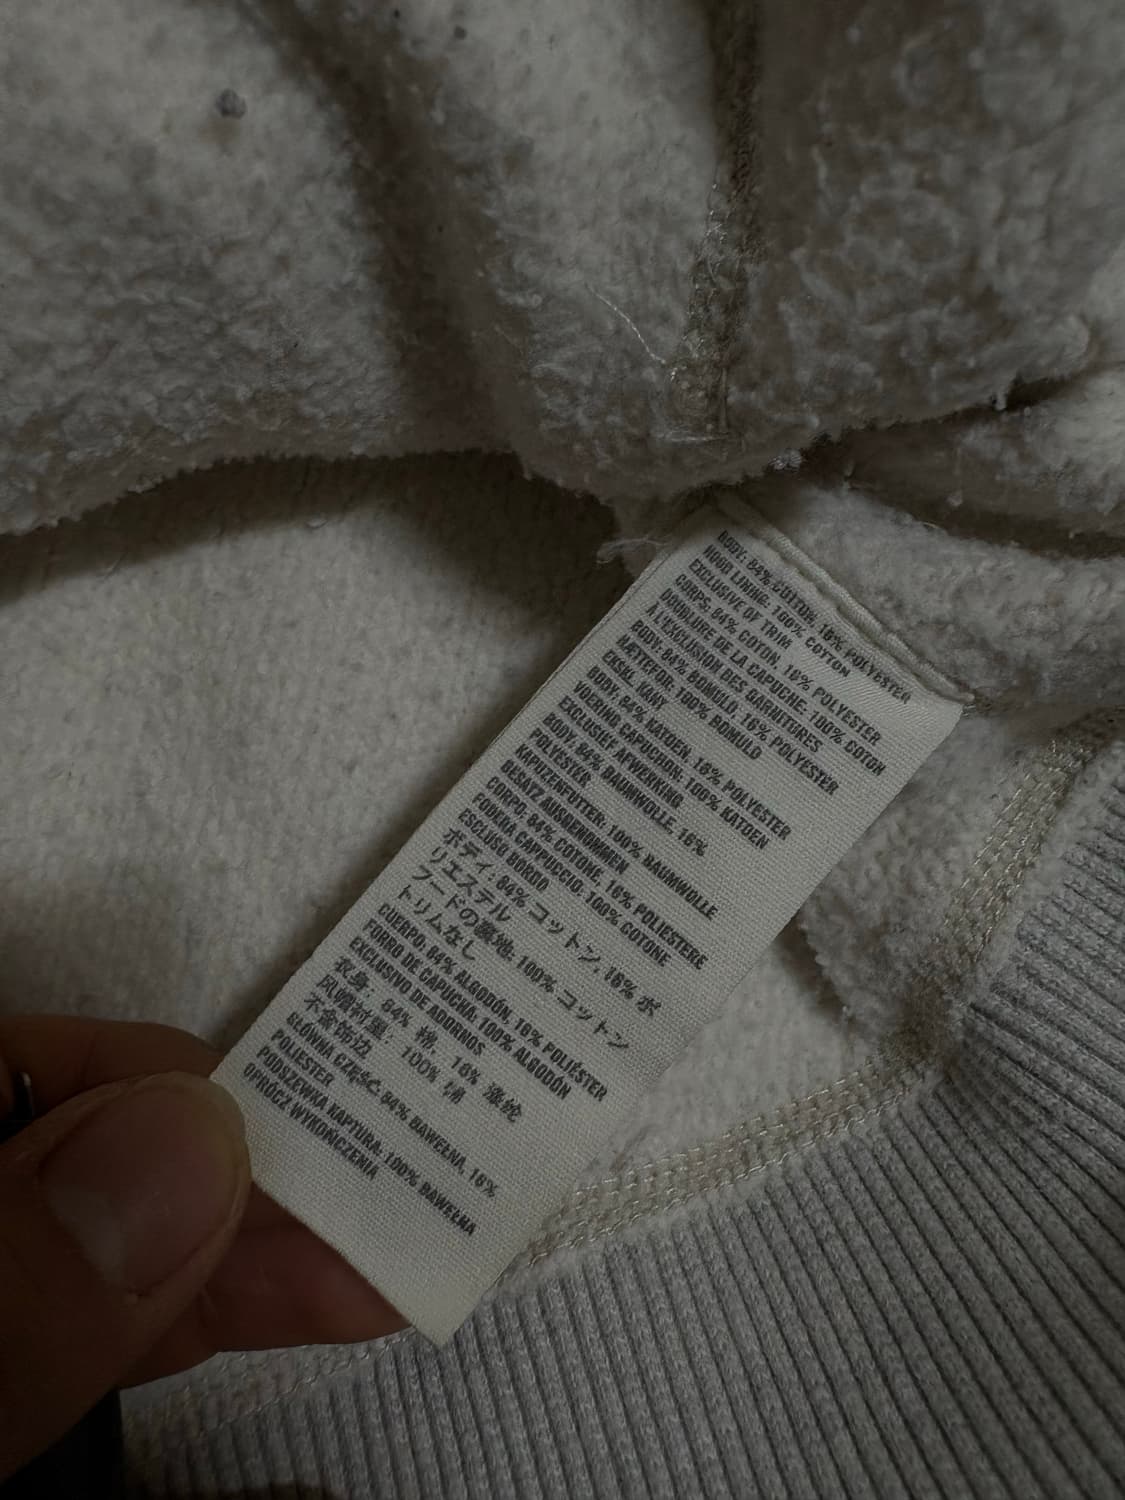 BODY: 84% COTTON, 16% POLYESTER
HOOD LINING: 100% COTTON
EXCLUSIVE OF TRIM
CORPS: 84% COTON, 16% POLYESTER
DOUBLURE DE LA CAPUCHE: 100% COTON
À L'EXCLUSION DES GARNITURES
BODY: 84% BOMULD, 16% POLYESTER
HÆTTEFOR: 100% BOMULD
EKSKL. KANT
BODY: 84% KATOEN, 16% POLYESTER
VOERING CAPUCHON: 100% KATOEN
EXCLUSIEF AFWERKING.
BODY: 84% BAUMWOLLE, 16%
POLYESTER
KAPUZENFUTTER: 100% BAUMWOLLE
BESATZ AUSGENOMMEN
CORPO: 84% COTONE, 16% POLIESTERE
FODERA CAPPUCCIO: 100% COTONE
ESCLUSO BORDO
ボディ: 84% コットン, 16% ポ
リエステル
フードの裏地: 100% コットン
トリムなし
CUERPO: 84% ALGODÓN, 16% POLIÉSTER
FORRO DE CAPUCHA: 100% ALGODÓN
EXCLUSIVO DE ADORNOS
衣身: 84% 棉, 16% 涤纶
风帽衬里: 100% 棉
不含饰边
GŁÓWNA CZĘŚĆ: 84% BAWEŁNA, 16%
POLIESTER
PODSZEWKA KAPTURA: 100% BAWEŁNA
OPRÓCZ WYKOŃCZENIA